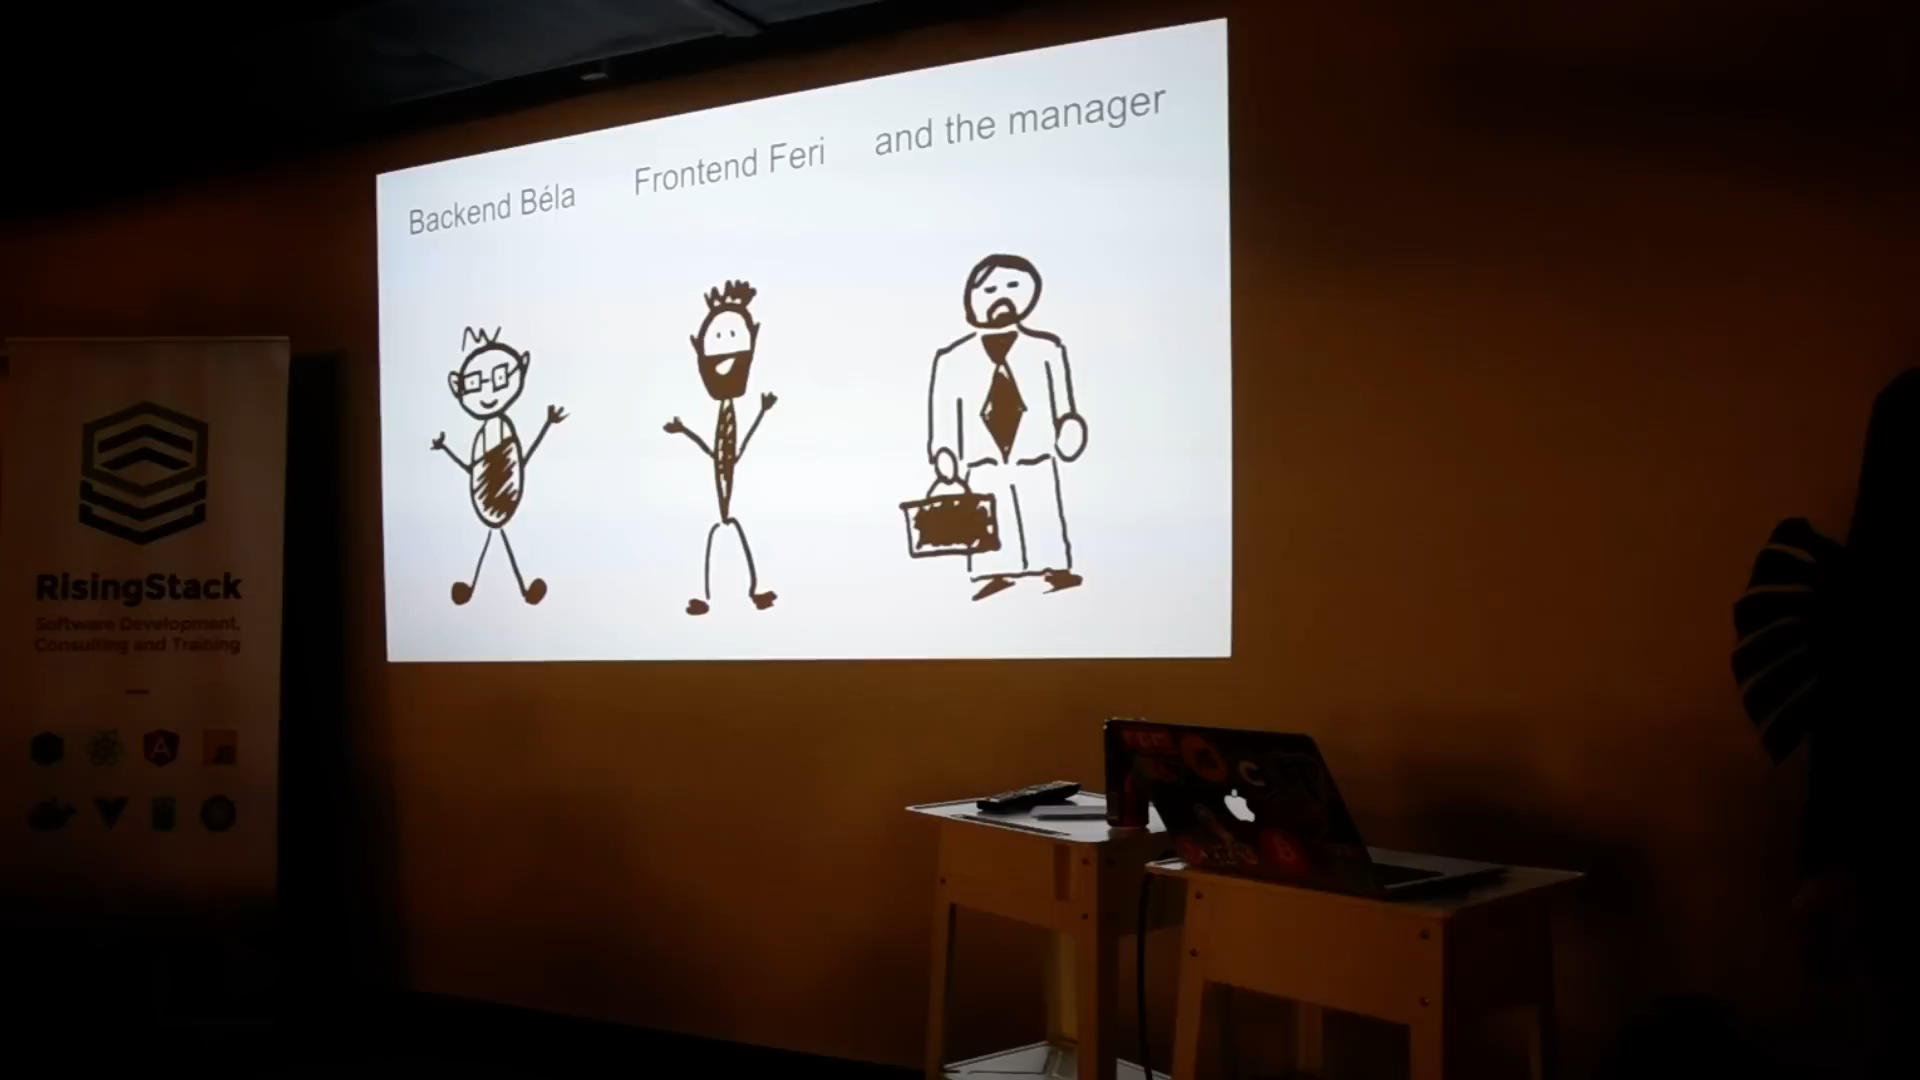 Backend Béla
Frontend Feri
and the manager
RisingStack
Software Development,
Consulting and Training